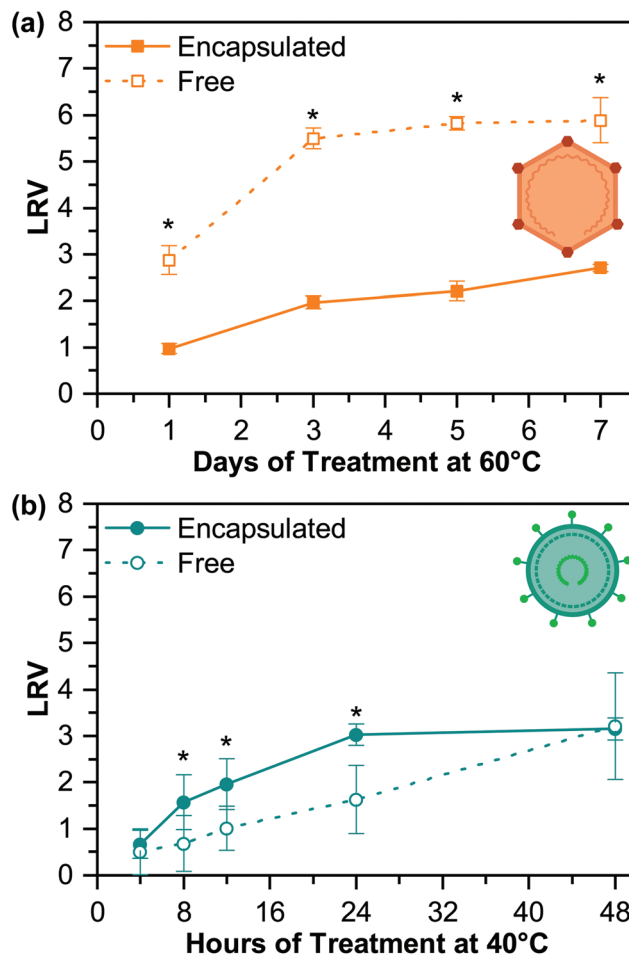 (a)
8
7
6
5
4
3
2
1
0
LRV
Encapsulated
Free
*
*
*
*
0 1 2 3 4 5 6 7
Days of Treatment at 60°C
(b)
8
7
6
5
4
3
2
1
0
LRV
Encapsulated
Free
*
*
*
0 8 16 24 32 40 48
Hours of Treatment at 40°C